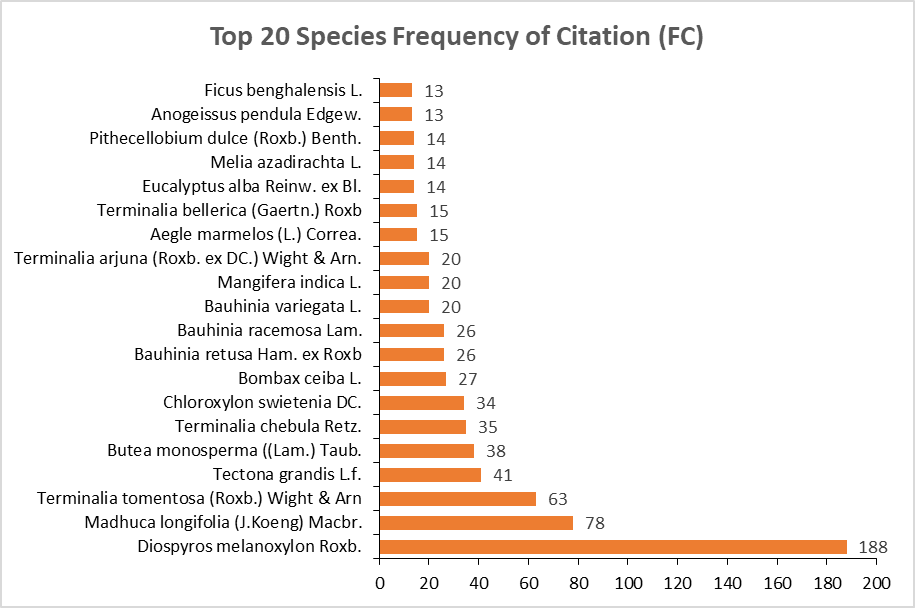 Top 20 Species Frequency of Citation (FC)
Ficus benghalensis L. 13
Anogeissus pendula Edgew. 13
Pithecellobium dulce (Roxb.) Benth. 14
Melia azadirachta L. 14
Eucalyptus alba Reinw. ex Bl. 14
Terminalia bellerica (Gaertn.) Roxb 15
Aegle marmelos (L.) Correa. 15
Terminalia arjuna (Roxb. ex DC.) Wight & Arn. 20
Mangifera indica L. 20
Bauhinia variegata L. 20
Bauhinia racemosa Lam. 26
Bauhinia retusa Ham. ex Roxb 26
Bombax ceiba L. 27
Chloroxylon swietenia DC. 34
Terminalia chebula Retz. 35
Butea monosperma ((Lam.) Taub. 38
Tectona grandis L.f. 41
Terminalia tomentosa (Roxb.) Wight & Arn 63
Madhuca longifolia (J.Koeng) Macbr. 78
Diospyros melanoxylon Roxb. 188
0 20 40 60 80 100 120 140 160 180 200